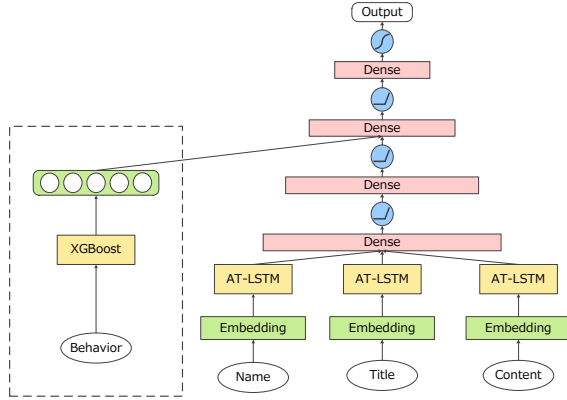 Output
Dense
Dense
Dense
Dense
XGBoost
AT-LSTM AT-LSTM AT-LSTM
Embedding Embedding Embedding
Behavior
Name Title Content